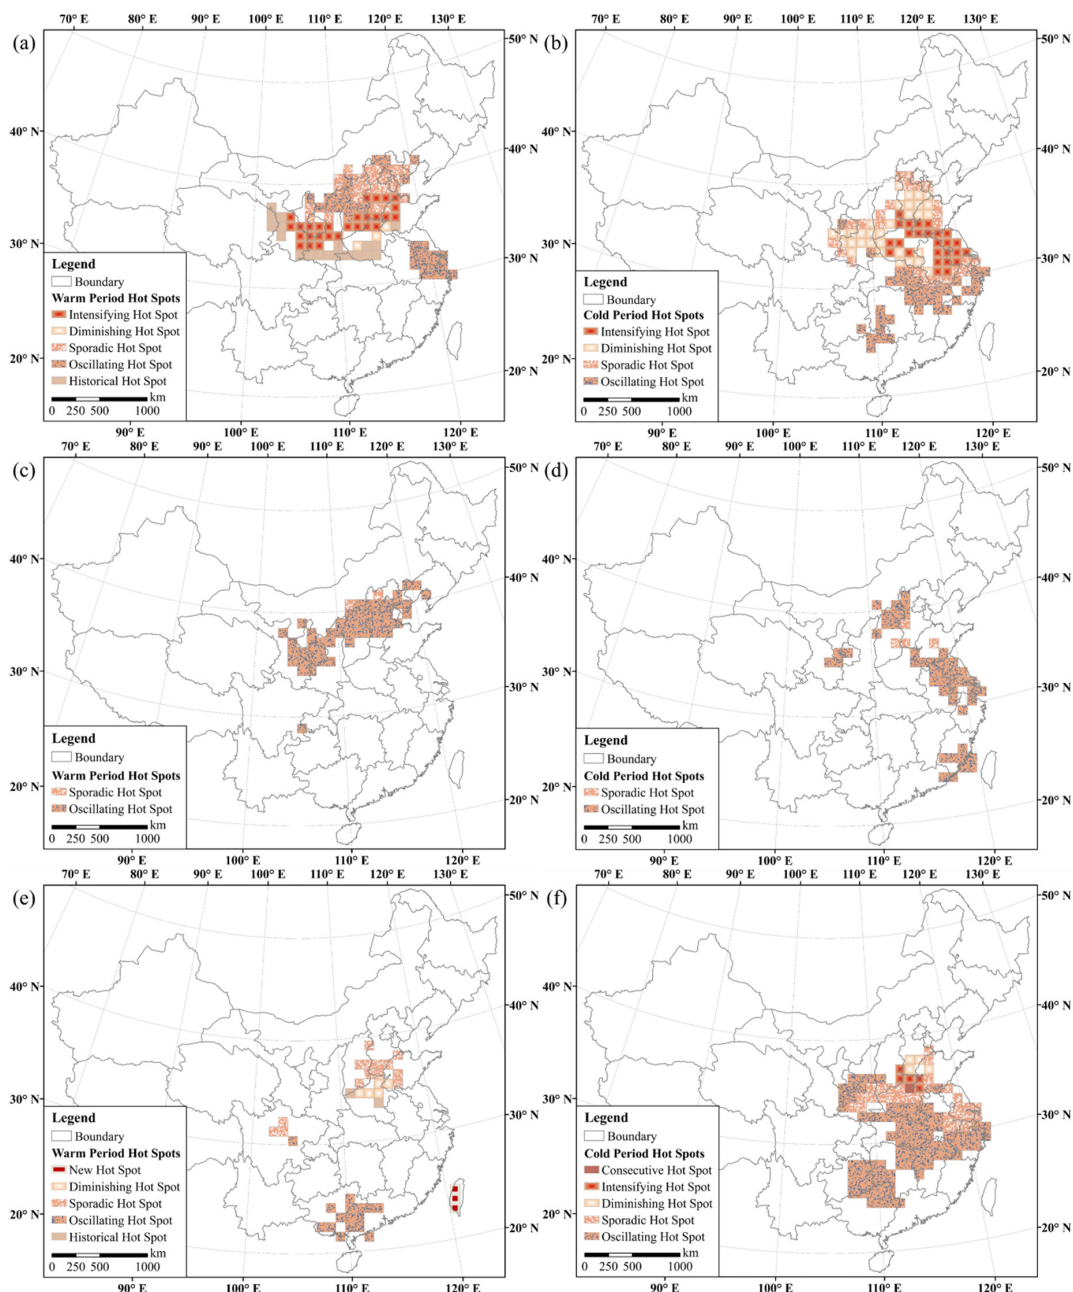 70° E 80° E 90° E 100° E 110° E 120° E 130° E
(a)
50° N
40° N
40° N
30° N
30° N
20° N
20° N
Legend
Boundary
Warm Period Hot Spots
Intensifying Hot Spot
Diminishing Hot Spot
Sporadic Hot Spot
Oscillating Hot Spot
Historical Hot Spot
km
0 250 500 1000
90° E 100° E 110° E 120° E
70° E 80° E 90° E 100° E 110° E 120° E 130° E
(b)
50° N
40° N
40° N
30° N
30° N
20° N
20° N
Legend
Boundary
Cold Period Hot Spots
Intensifying Hot Spot
Diminishing Hot Spot
Sporadic Hot Spot
Oscillating Hot Spot
km
0 250 500 1000
90° E 100° E 110° E 120° E
70° E 80° E 90° E 100° E 110° E 120° E 130° E
(c)
50° N
40° N
40° N
30° N
30° N
20° N
20° N
Legend
Boundary
Warm Period Hot Spots
Sporadic Hot Spot
Oscillating Hot Spot
km
0 250 500 1000
90° E 100° E 110° E 120° E
70° E 80° E 90° E 100° E 110° E 120° E 130° E
(d)
50° N
40° N
40° N
30° N
30° N
20° N
20° N
Legend
Boundary
Cold Period Hot Spots
Sporadic Hot Spot
Oscillating Hot Spot
km
0 250 500 1000
90° E 100° E 110° E 120° E
70° E 80° E 90° E 100° E 110° E 120° E 130° E
(e)
50° N
40° N
40° N
30° N
30° N
20° N
20° N
Legend
Boundary
Warm Period Hot Spots
New Hot Spot
Diminishing Hot Spot
Sporadic Hot Spot
Oscillating Hot Spot
Historical Hot Spot
km
0 250 500 1000
90° E 100° E 110° E 120° E
70° E 80° E 90° E 100° E 110° E 120° E 130° E
(f)
50° N
40° N
40° N
30° N
30° N
20° N
20° N
Legend
Boundary
Cold Period Hot Spots
Consecutive Hot Spot
Intensifying Hot Spot
Diminishing Hot Spot
Sporadic Hot Spot
Oscillating Hot Spot
km
0 250 500 1000
90° E 100° E 110° E 120° E